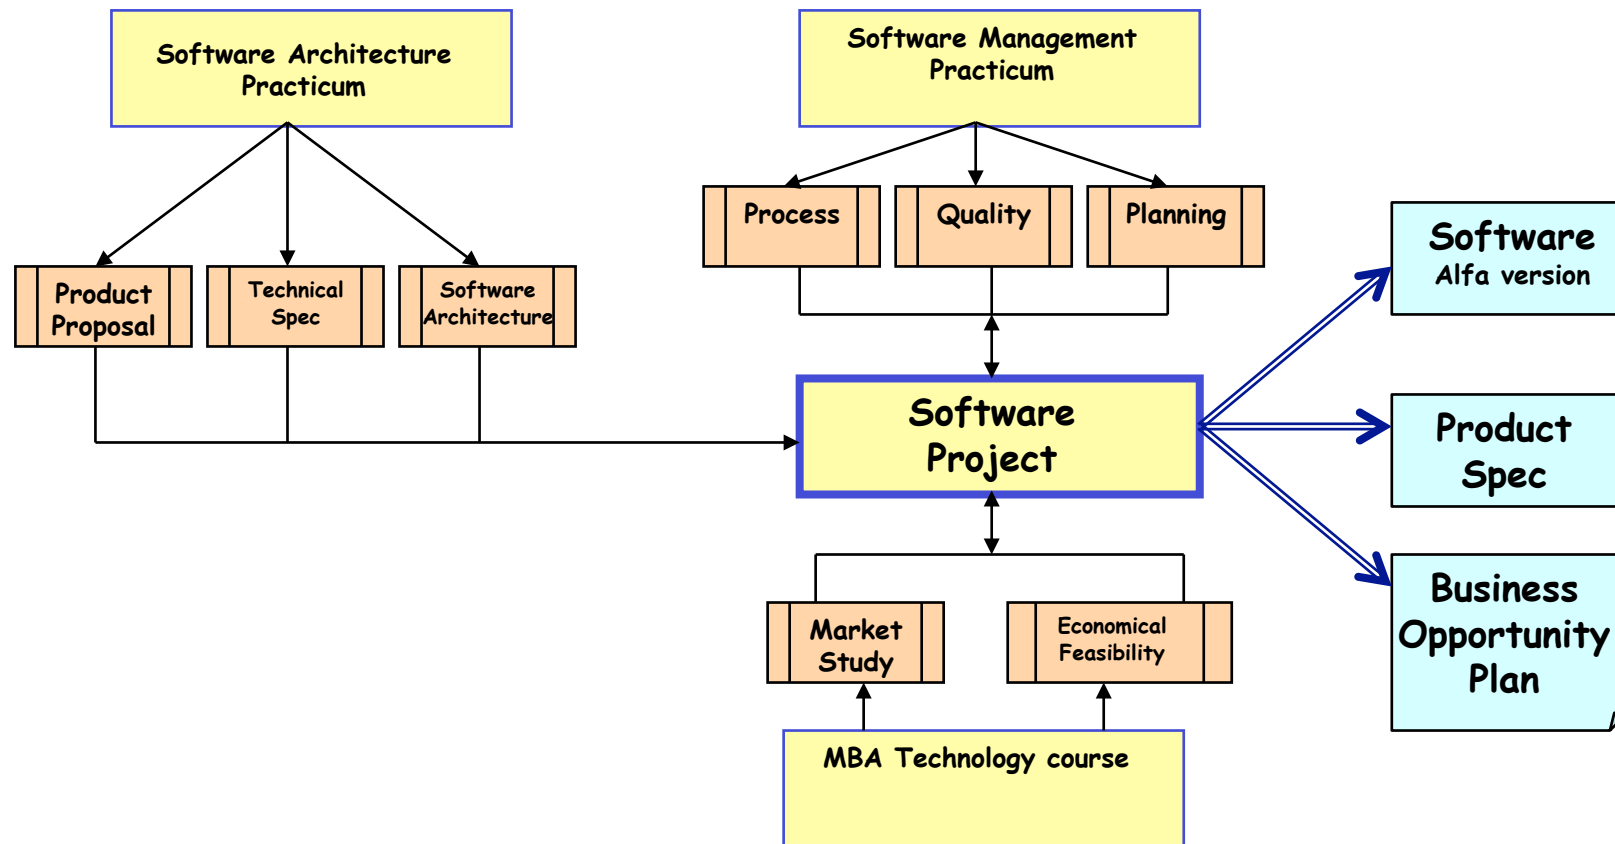 Software Architecture
Practicum
Software Management
Practicum
Process
Quality
Planning
Product
Proposal
Technical
Spec
Software
Architecture
Software
Alfa version
Software
Project
Product
Spec
Market
Study
Economical
Feasibility
Business
Opportunity
Plan
MBA Technology course